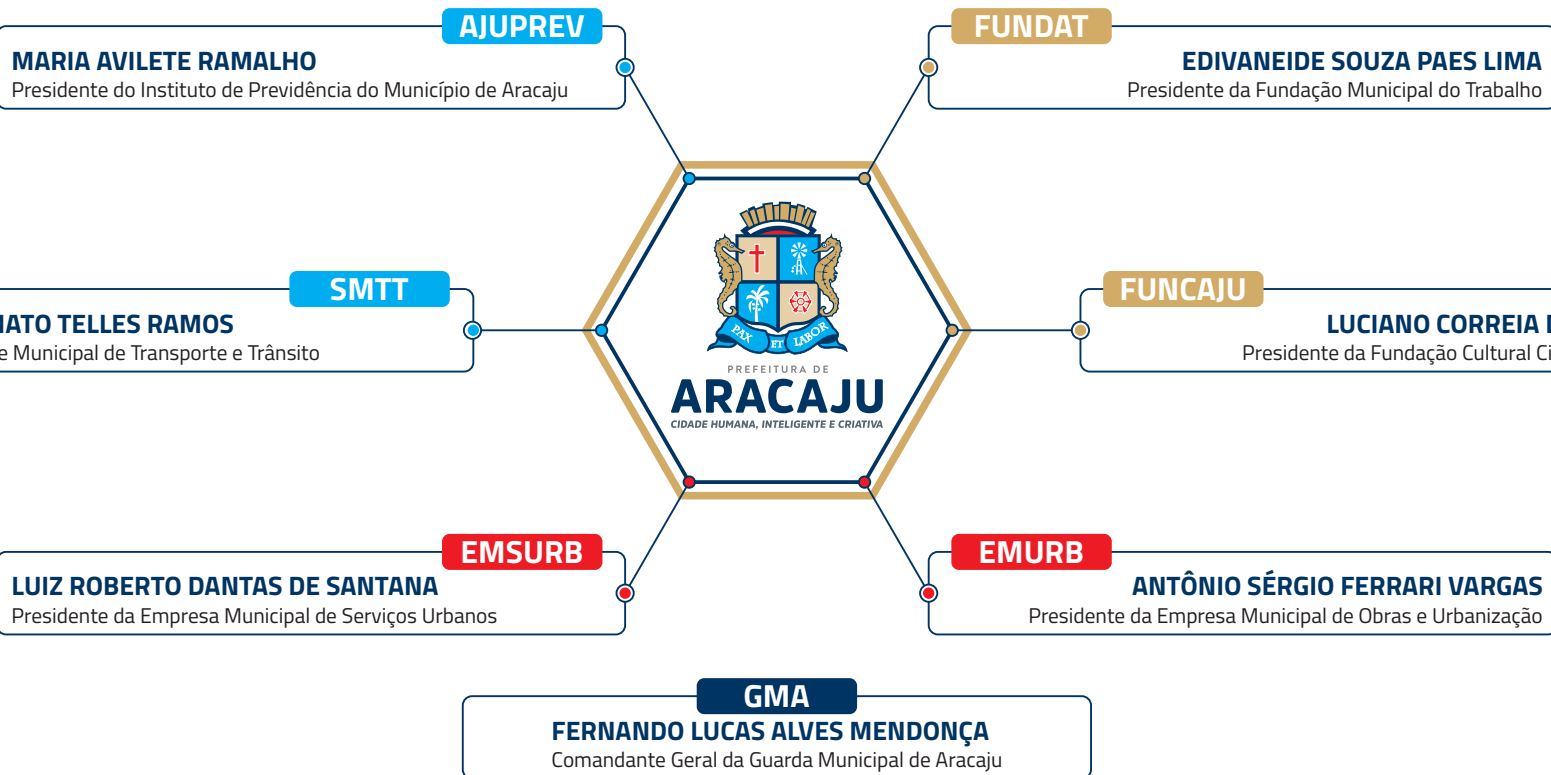 AJUPREV
MARIA AVILETE RAMALHO
Presidente do Instituto de Previdência do Município de Aracaju
FUNDAT
EDIVANEIDE SOUZA PAES LIMA
Presidente da Fundação Municipal do Trabalho
SMTT
TELLES RAMOS
Municipal de Transporte e Trânsito
PAX ET LABOR
PREFEITURA DE
ARACAJU
CIDADE HUMANA, INTELIGENTE E CRIATIVA
FUNCAJU
LUCIANO CORREIA
Presidente da Fundação Cultural
EMSURB
LUIZ ROBERTO DANTAS DE SANTANA
Presidente da Empresa Municipal de Serviços Urbanos
EMURB
ANTÔNIO SÉRGIO FERRARI VARGAS
Presidente da Empresa Municipal de Obras e Urbanização
GMA
FERNANDO LUCAS ALVES MENDONÇA
Comandante Geral da Guarda Municipal de Aracaju